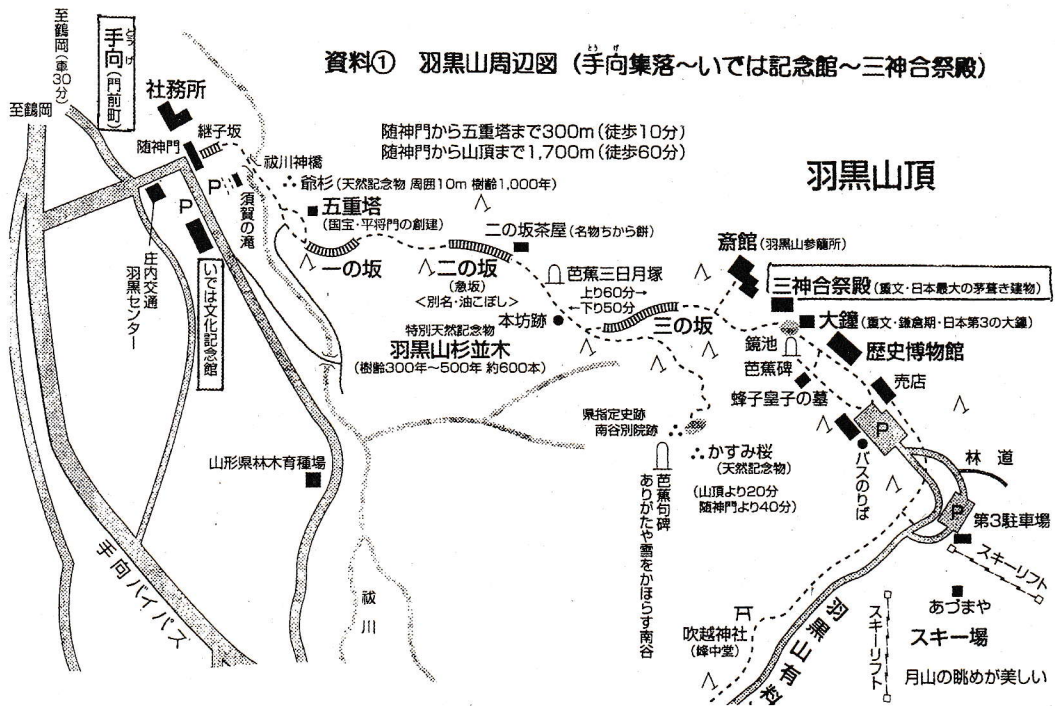 資料① 羽黒山周辺図（手向集落～いでは記念館～三神合祭殿）
とうげ
至鶴岡（車30分）
至鶴岡
手向（門前町）
とうげ
社務所
随神門
継子坂
祓川神橋
P
P
須賀の滝
庄内交通
羽黒センター
いでは文化記念館
随神門から五重塔まで300m（徒歩10分）
随神門から山頂まで1,700m（徒歩60分）
爺杉（天然記念物 周囲10m 樹齢1,000年）
五重塔
（国宝・平将門の創建）
一の坂
二の坂
（急坂）
＜別名・油こぼし＞
二の坂茶屋（名物ちから餅）
芭蕉三日月塚
上り60分→
←下り50分
本坊跡
三の坂
特別天然記念物
羽黒山杉並木
（樹齢300年～500年 約600本）
羽黒山頂
斎館（羽黒山参籠所）
三神合祭殿（重文・日本最大の茅葺き建物）
大鐘（重文・鎌倉期・日本第3の大鐘）
鏡池
芭蕉碑
歴史博物館
売店
蜂子皇子の墓
P
バスのりば
林道
P
第3駐車場
スキーリフト
県指定史跡
南谷別院跡
かすみ桜
（天然記念物）
（山頂より20分
随神門より40分）
芭蕉句碑
ありがたや雪をかほらす南谷
山形県林木育種場
手向バイパス
祓川
吹越神社
（峰中堂）
羽黒山有料
スキーリフト
あづまや
スキー場
月山の眺めが美しい